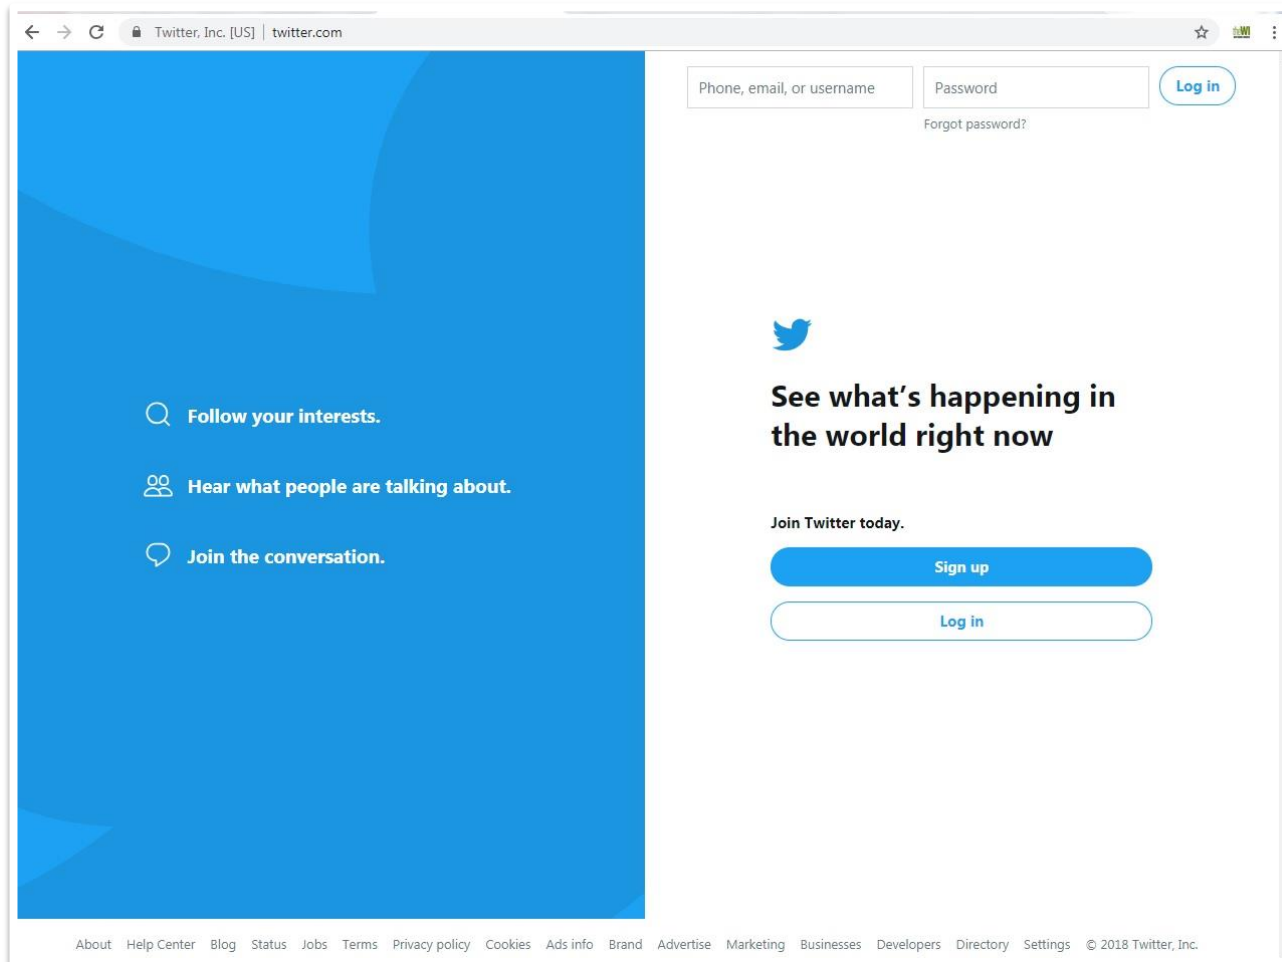 Twitter, Inc. [US] | twitter.com
Phone, email, or username
Password
Log in
Forgot password?
Follow your interests.
Hear what people are talking about.
Join the conversation.
See what's happening in
the world right now
Join Twitter today.
Sign up
Log in
About Help Center Blog Status Jobs Terms Privacy policy Cookies Ads info Brand Advertise Marketing Businesses Developers Directory Settings © 2018 Twitter, Inc.